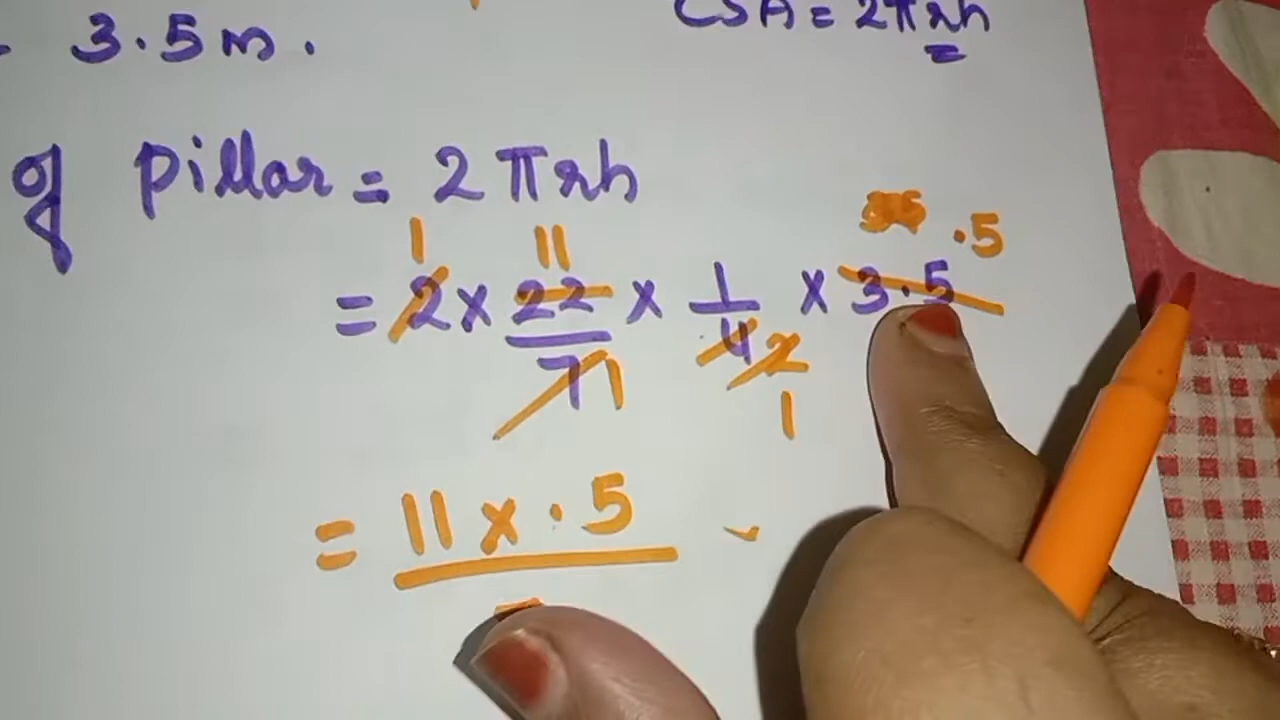 3.5m.
CSA = 2πrh
of Pillar = 2πrh
1 11 .5
= 2 × 22/7 × 1/4 × 3.5
1 2
1
= 11 × .5